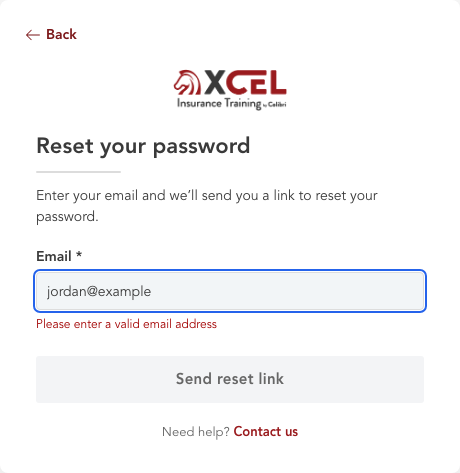 ← Back
XCEL
Insurance Training by Colibri
Reset your password
Enter your email and we’ll send you a link to reset your
password.
Email *
jordan@example
Please enter a valid email address
Send reset link
Need help? Contact us